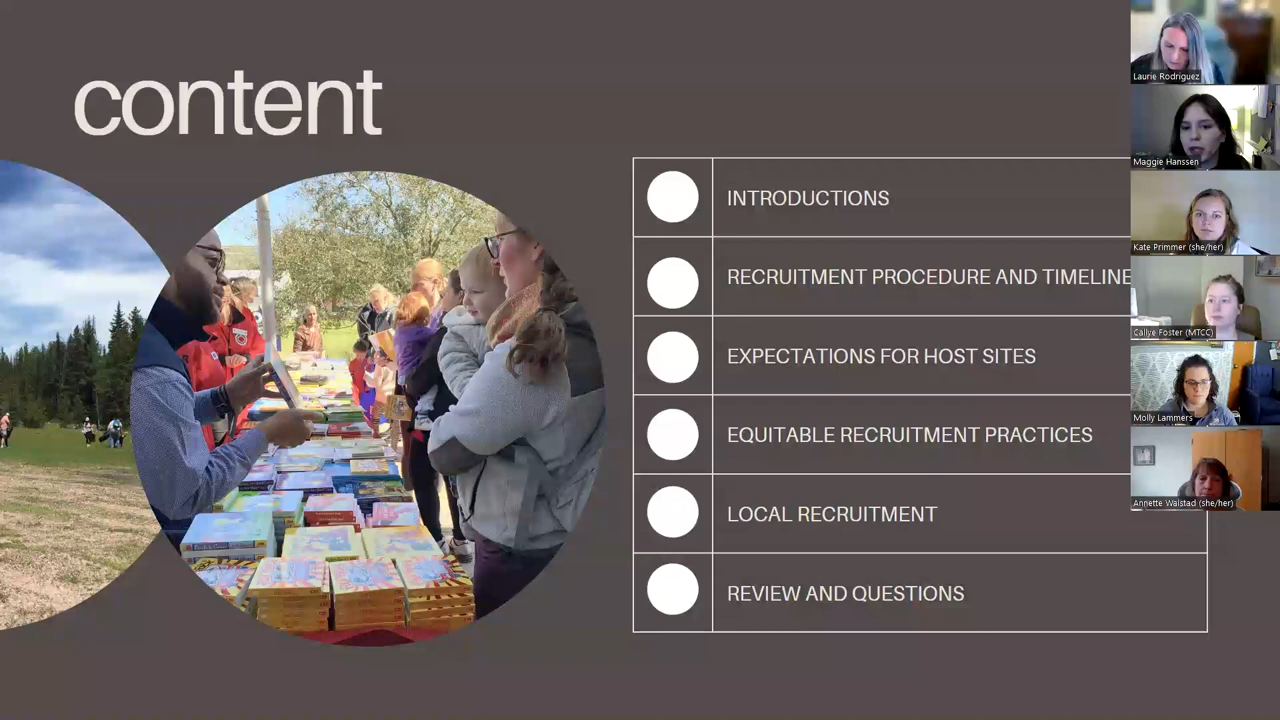 content
INTRODUCTIONS
RECRUITMENT PROCEDURE AND TIMELINE
EXPECTATIONS FOR HOST SITES
EQUITABLE RECRUITMENT PRACTICES
LOCAL RECRUITMENT
REVIEW AND QUESTIONS
Laurie Rodriguez
Maggie Hanssen
Kate Primmer (she/her)
Callye Foster (MTCC)
Molly Lammers
Annette Walstad (she/her)